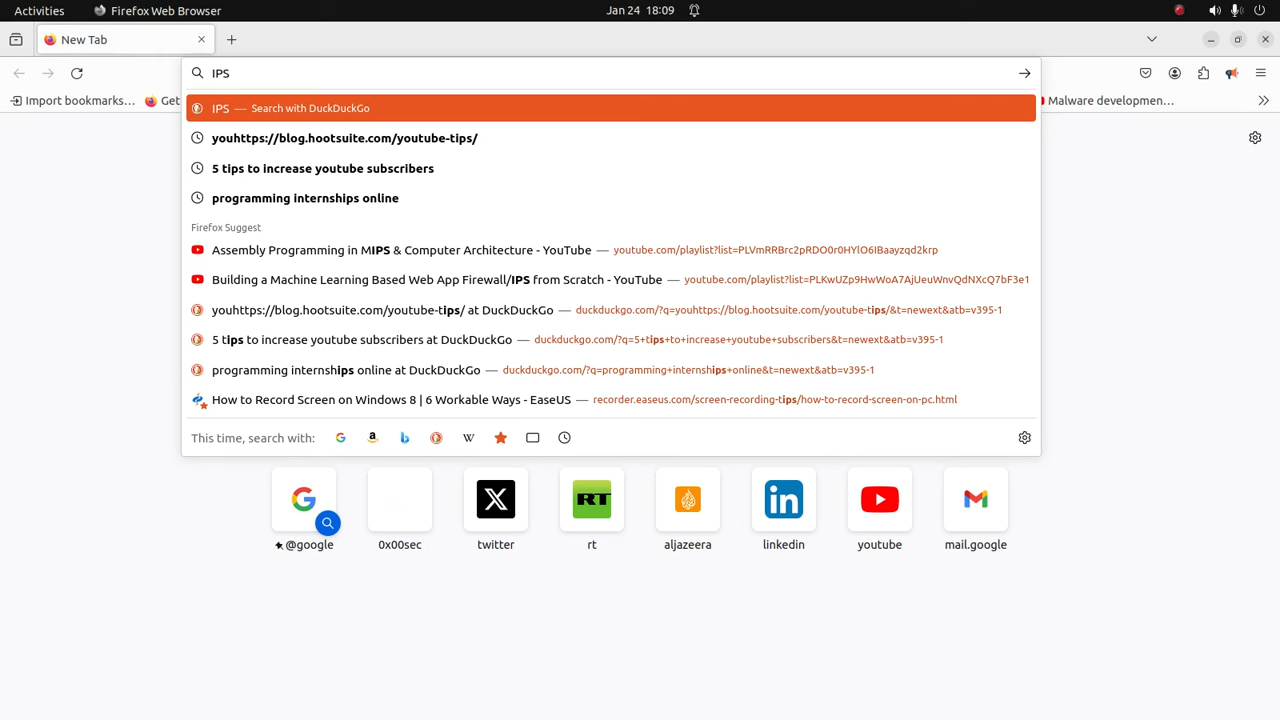 Activities Firefox Web Browser Jan 24 18:09
New Tab
IPS
Import bookmarks... Get Malware developmen...
IPS — Search with DuckDuckGo
youhttps://blog.hootsuite.com/youtube-tips/
5 tips to increase youtube subscribers
programming internships online
Firefox Suggest
Assembly Programming in MIPS & Computer Architecture - YouTube — youtube.com/playlist?list=PLVmRRBrc2pRDO0r0HYlO6IBaayzqd2krp
Building a Machine Learning Based Web App Firewall/IPS from Scratch - YouTube — youtube.com/playlist?list=PLKwUZp9HwWoA7AjUeuWnvQdNXcQ7bF3e1
youhttps://blog.hootsuite.com/youtube-tips/ at DuckDuckGo — duckduckgo.com/?q=youhttps://blog.hootsuite.com/youtube-tips/&t=newext&atb=v395-1
5 tips to increase youtube subscribers at DuckDuckGo — duckduckgo.com/?q=5+tips+to+increase+youtube+subscribers&t=newext&atb=v395-1
programming internships online at DuckDuckGo — duckduckgo.com/?q=programming+internships+online&t=newext&atb=v395-1
How to Record Screen on Windows 8 | 6 Workable Ways - EaseUS — recorder.easeus.com/screen-recording-tips/how-to-record-screen-on-pc.html
This time, search with: G a W
RT in
@google 0x00sec twitter rt aljazeera linkedin youtube mail.google